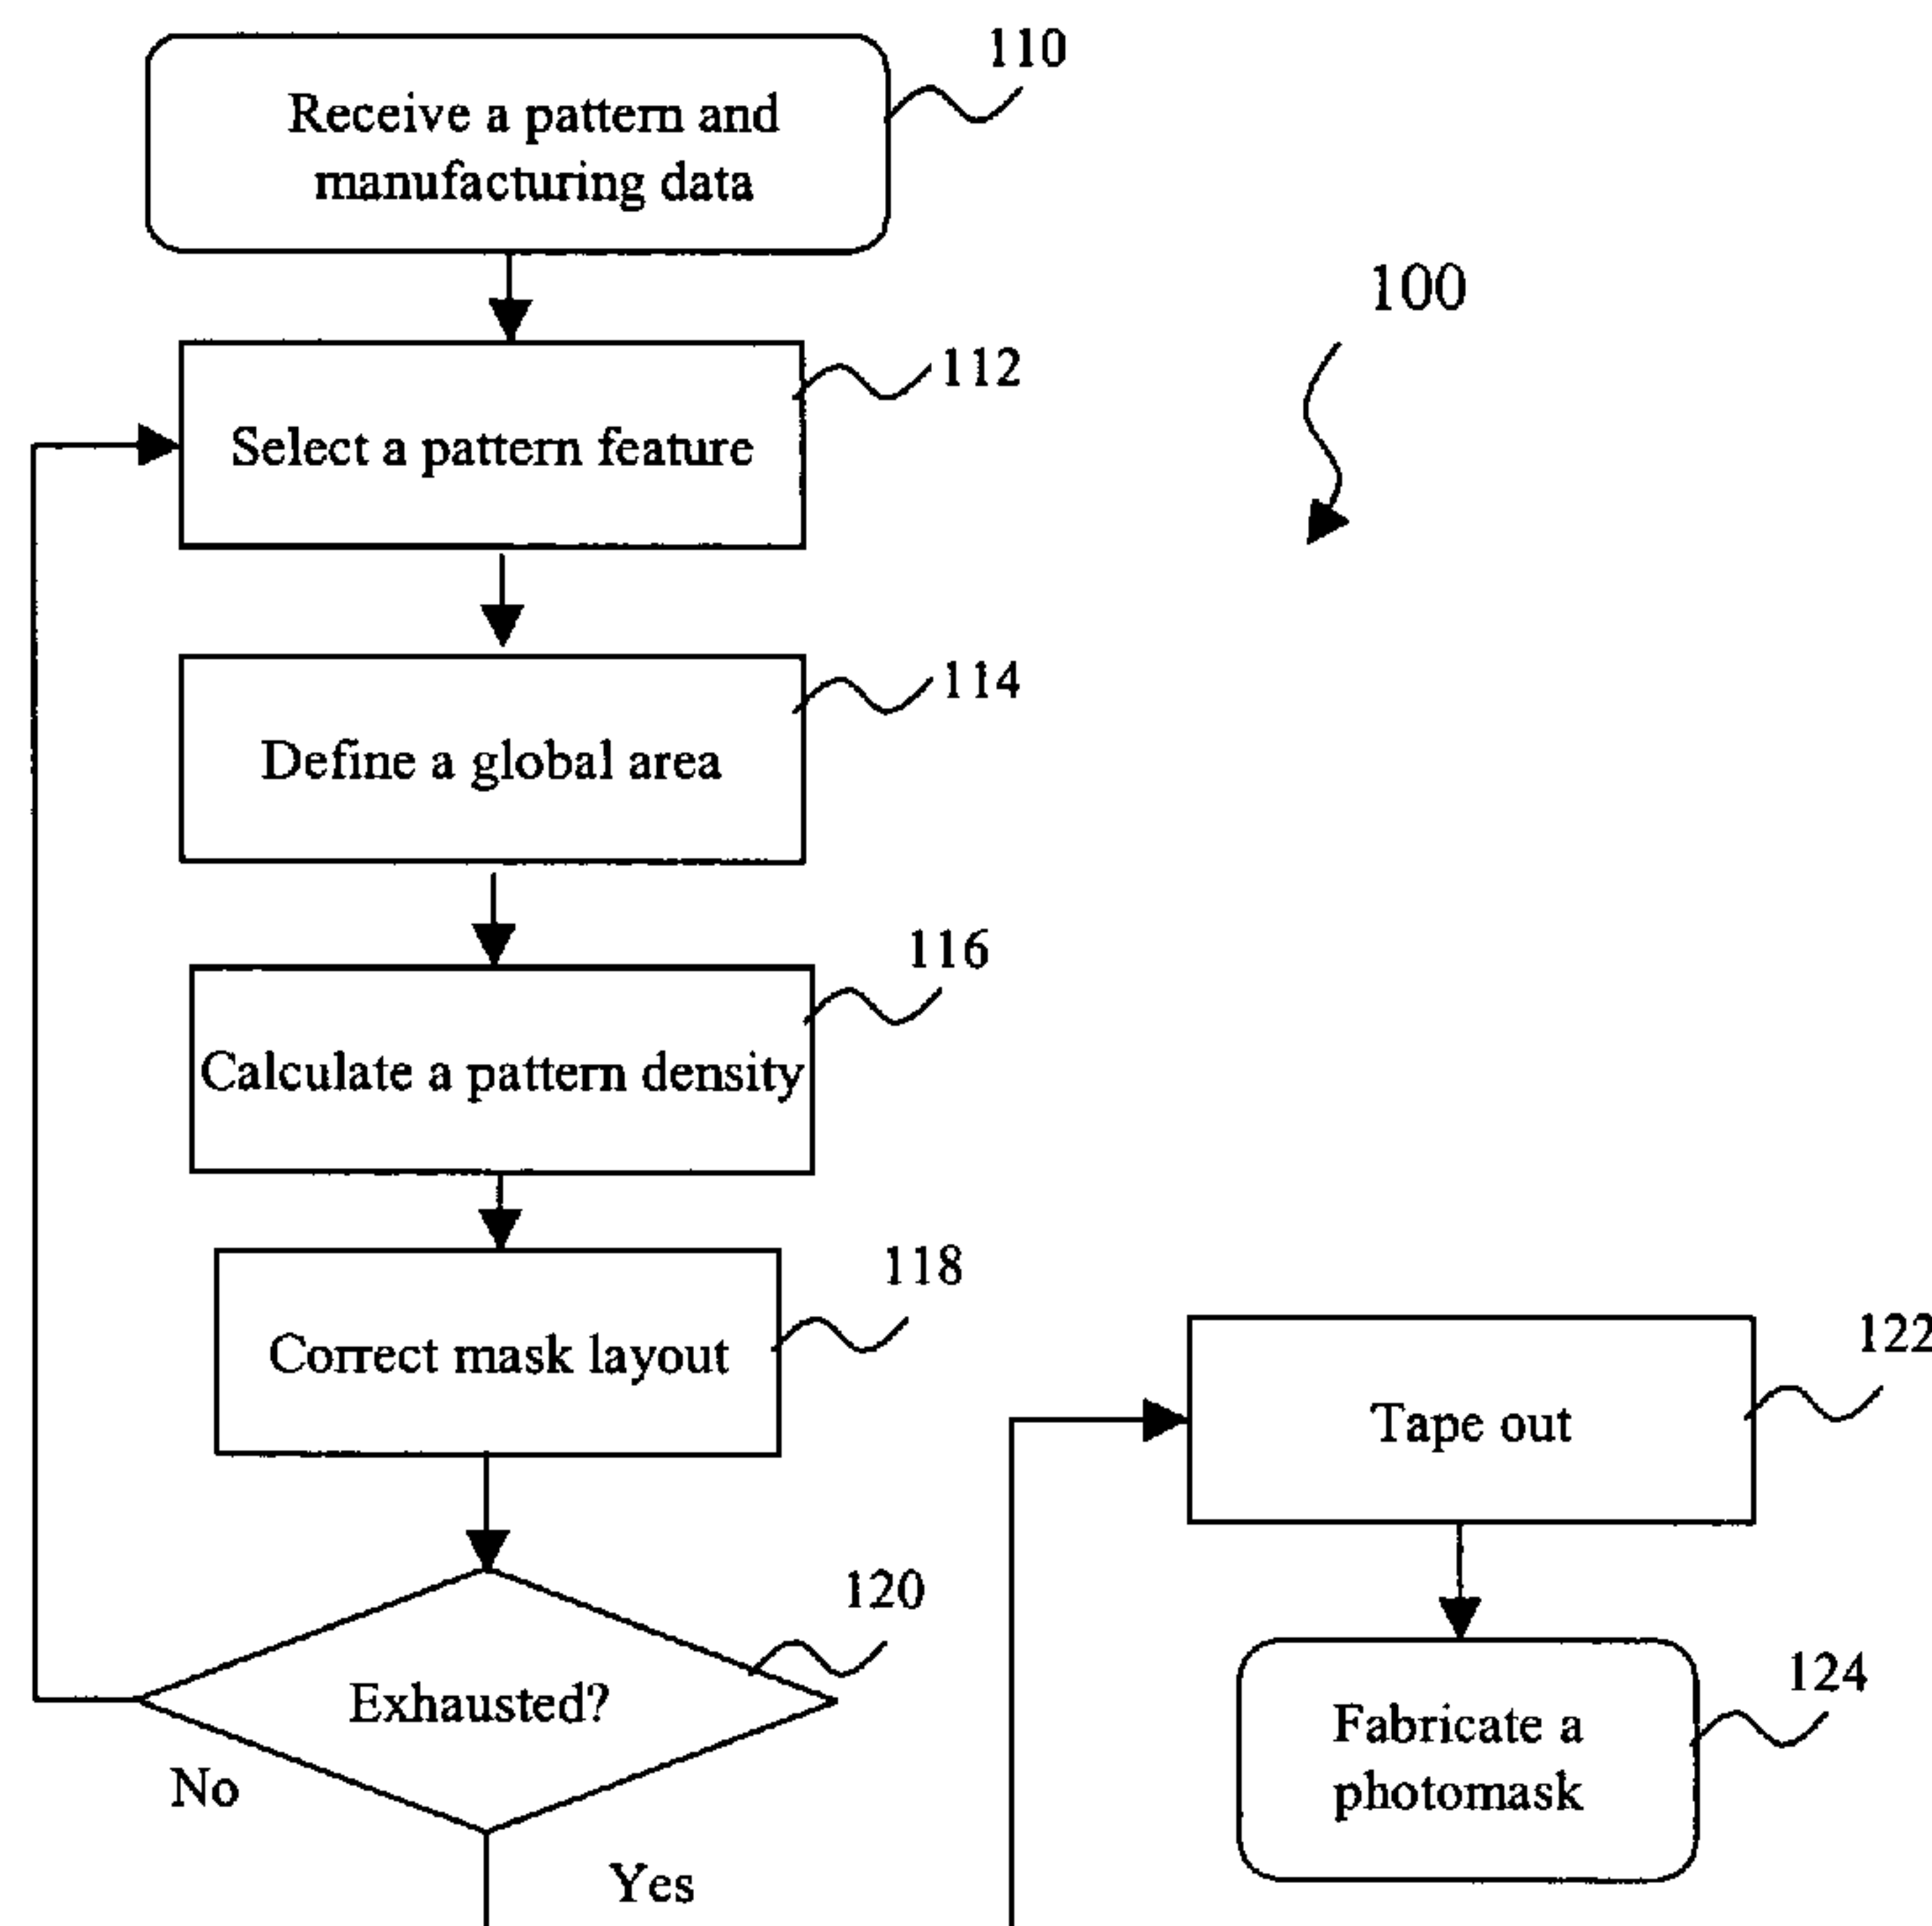 110
Receive a pattern and
manufacturing data
100
112
Select a pattern feature
114
Define a global area
116
Calculate a pattern density
118
Correct mask layout
122
Tape out
120
Exhausted?
124
Fabricate a
photomask
No
Yes